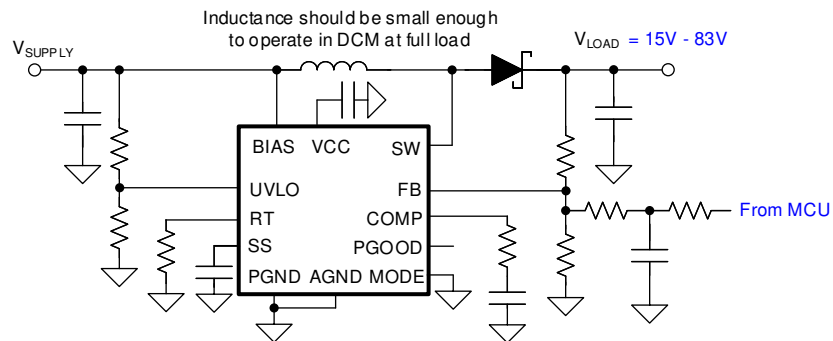 Inductance should be small enough
to operate in DCM at full load
VSUPPLY
VLOAD = 15V - 83V
BIAS VCC SW
UVLO FB
RT COMP
SS PGOOD
PGND AGND MODE
From MCU